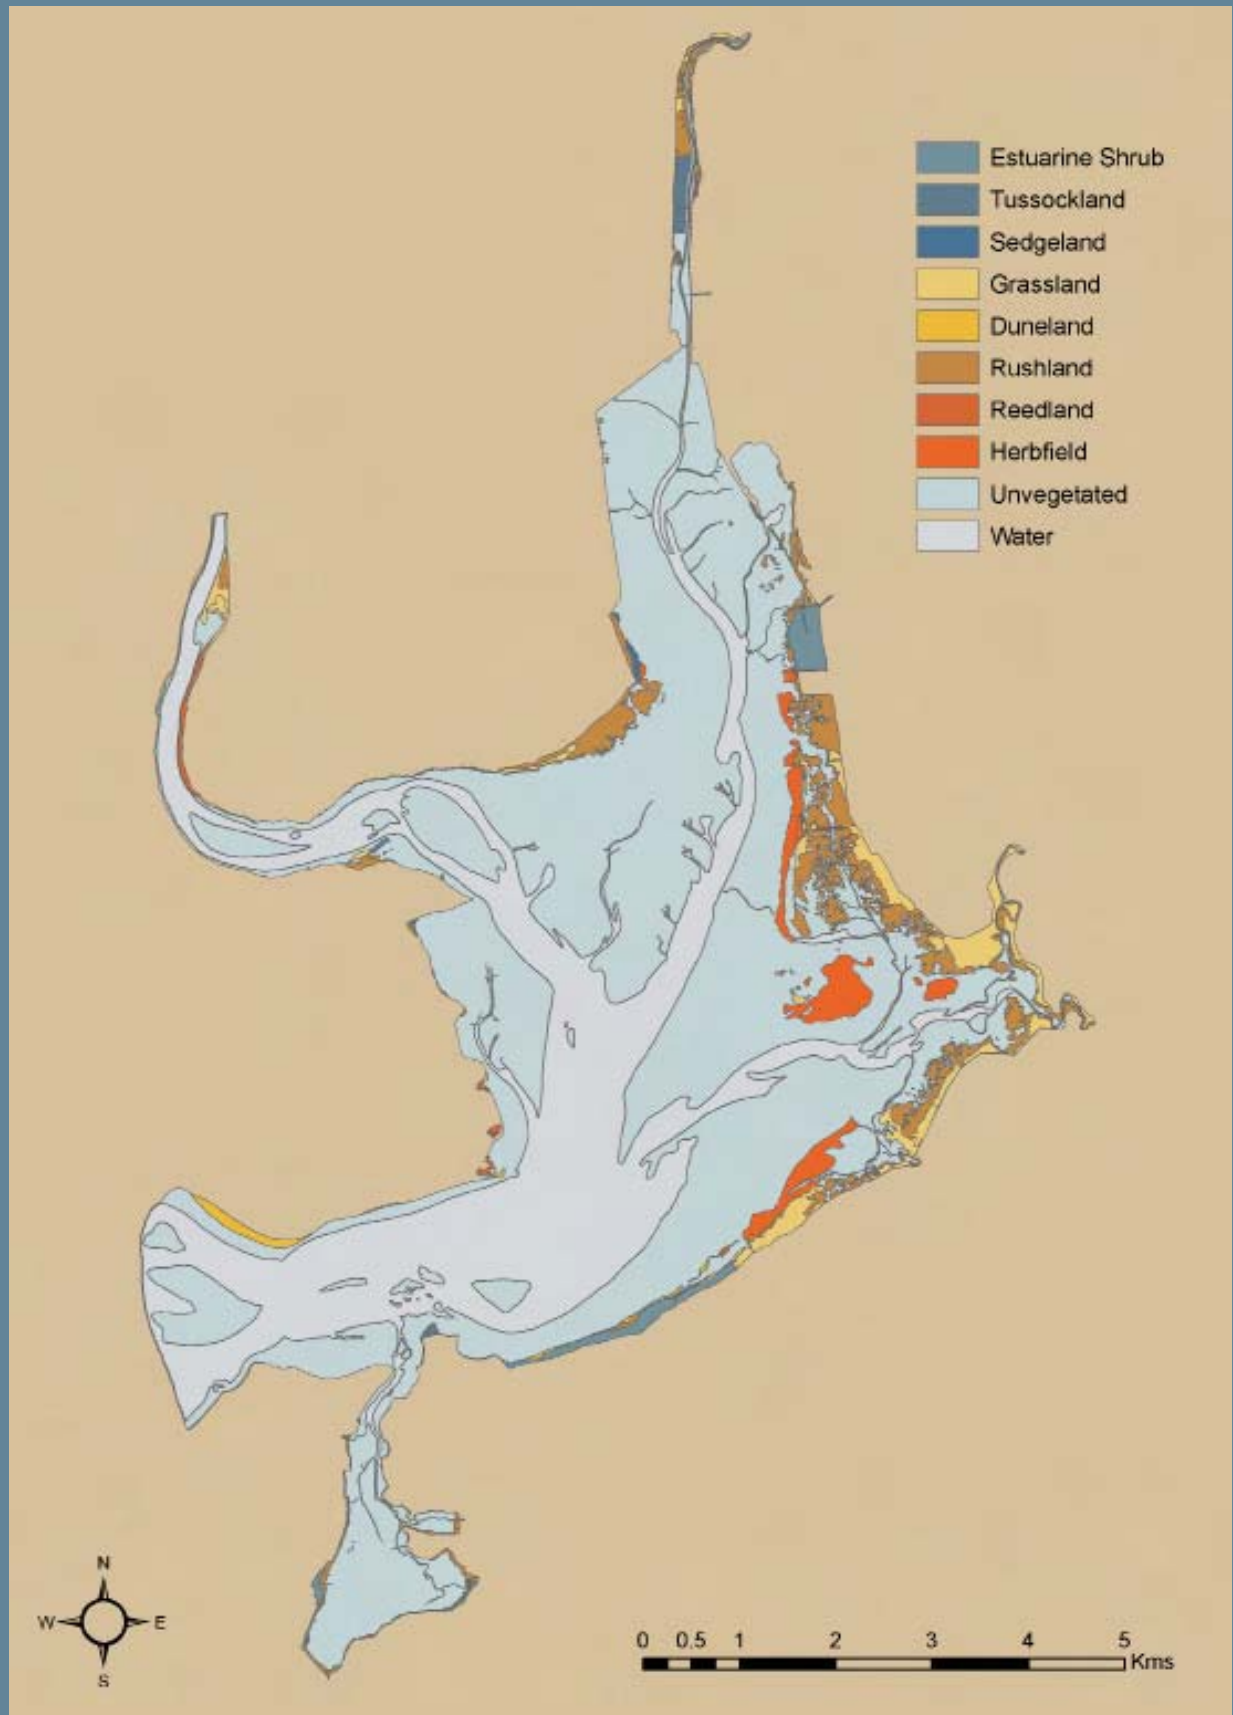 Estuarine Shrub
Tussockland
Sedgeland
Grassland
Duneland
Rushland
Reedland
Herbfield
Unvegetated
Water
N
W E
S
0 0.5 1 2 3 4 5
Kms